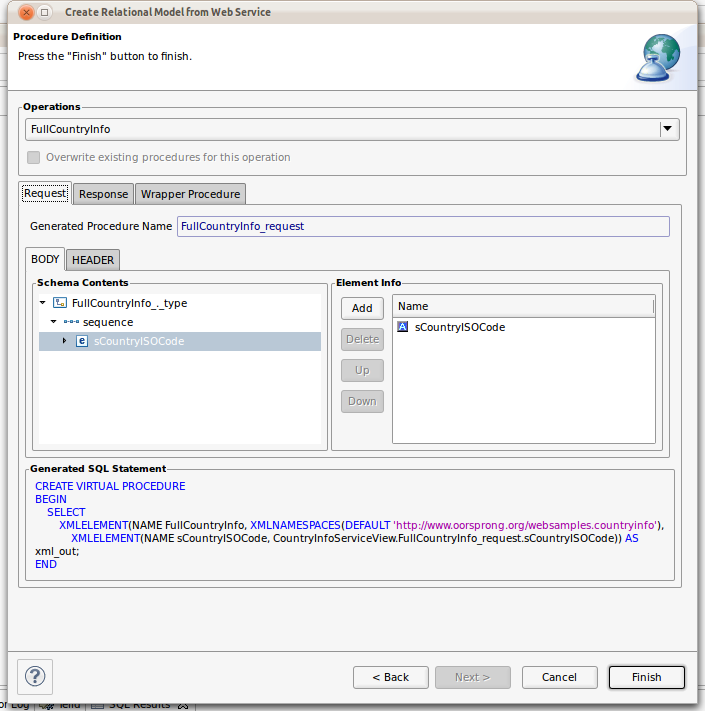 Create Relational Model from Web Service
Procedure Definition
Press the "Finish" button to finish.
Operations
FullCountryInfo
Overwrite existing procedures for this operation
Request Response Wrapper Procedure
Generated Procedure Name FullCountryInfo_request
BODY HEADER
Schema Contents Element Info
FullCountryInfo_._type
sequence
sCountryISOCode
Add
Delete
Up
Down
Name
sCountryISOCode
Generated SQL Statement
CREATE VIRTUAL PROCEDURE
BEGIN
SELECT
XMLELEMENT(NAME FullCountryInfo, XMLNAMESPACES(DEFAULT 'http://www.oorsprong.org/websamples.countryinfo'),
XMLELEMENT(NAME sCountryISOCode, CountryInfoServiceView.FullCountryInfo_request.sCountryISOCode)) AS
xml_out;
END
? < Back Next > Cancel Finish
Log SQL Results